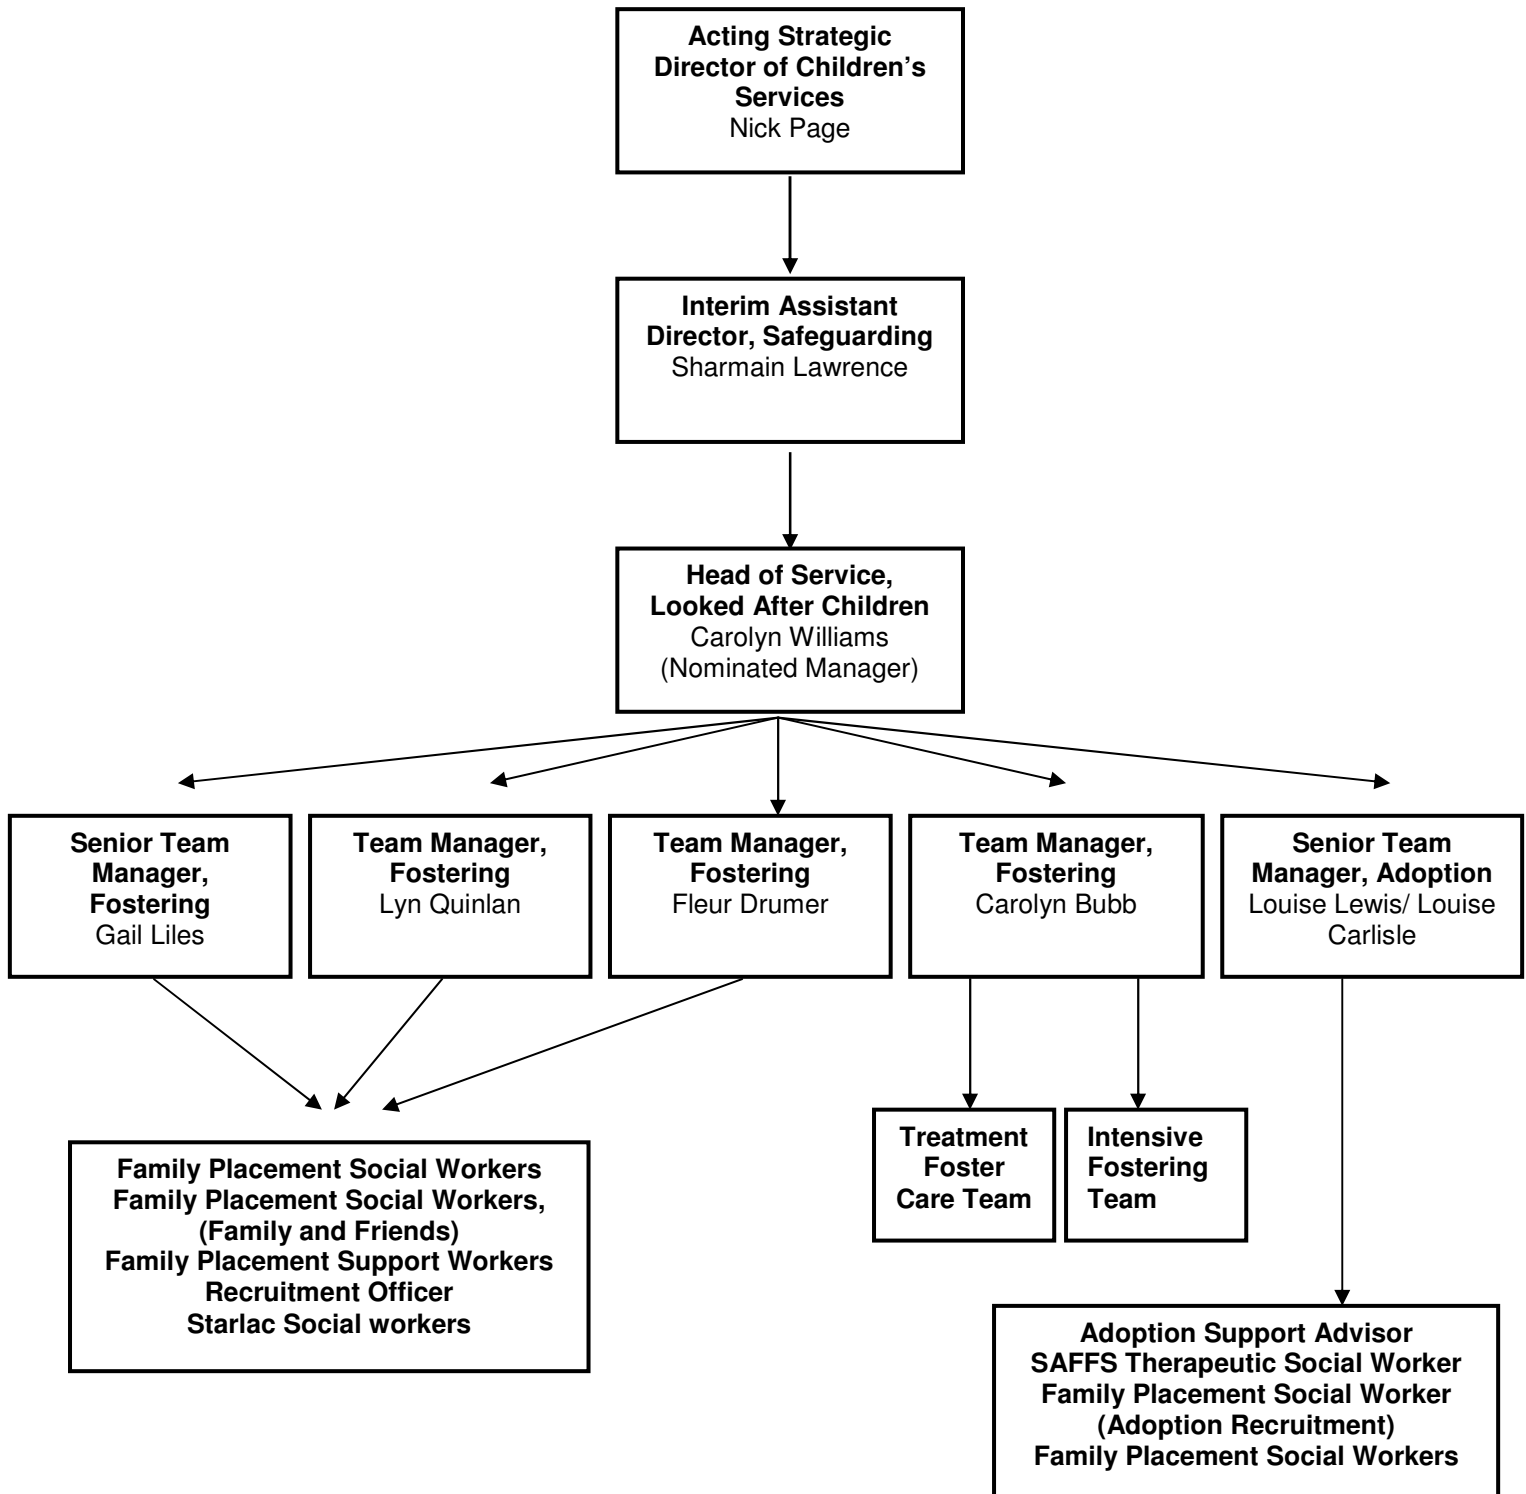 Acting Strategic
Director of Children's
Services
Nick Page
Interim Assistant
Director, Safeguarding
Sharmain Lawrence
Head of Service,
Looked After Children
Carolyn Williams
(Nominated Manager)
Senior Team
Manager,
Fostering
Gail Liles
Team Manager,
Fostering
Lyn Quinlan
Team Manager,
Fostering
Fleur Drumer
Team Manager,
Fostering
Carolyn Bubb
Senior Team
Manager, Adoption
Louise Lewis/ Louise
Carlisle
Family Placement Social Workers
Family Placement Social Workers,
(Family and Friends)
Family Placement Support Workers
Recruitment Officer
Starlac Social workers
Treatment
Foster
Care Team
Intensive
Fostering
Team
Adoption Support Advisor
SAFFS Therapeutic Social Worker
Family Placement Social Worker
(Adoption Recruitment)
Family Placement Social Workers